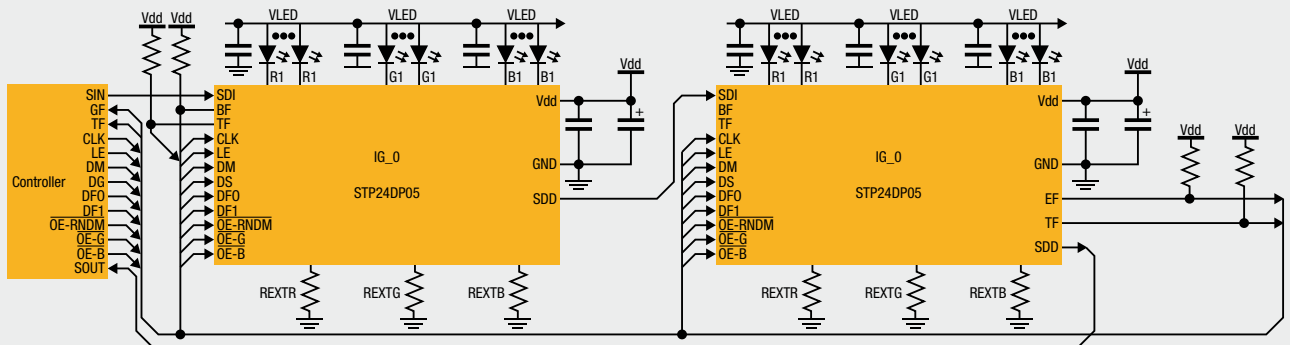 Vdd Vdd
VLED VLED VLED
VLED VLED VLED
R1 R1 G1 G1 B1 B1
R1 R1 G1 G1 B1 B1
Vdd
Vdd
Controller
SIN
GF
TF
CLK
LE
DM
DG
DFO
DF1
OE-RNDM
OE-G
OE-B
SOUT
SDI
BF
TF
CLK
LE
DM
DS
DFO
DF1
OE-RNDM
OE-G
OE-B
IG_0
STP24DP05
Vdd
+
GND
SDD
SDI
BF
TF
CLK
LE
DM
DS
DFO
DF1
OE-RNDM
OE-G
OE-B
IG_0
STP24DP05
Vdd
+
GND
EF
TF
SDD
Vdd Vdd
REXTR REXTG REXTB
REXTR REXTG REXTB